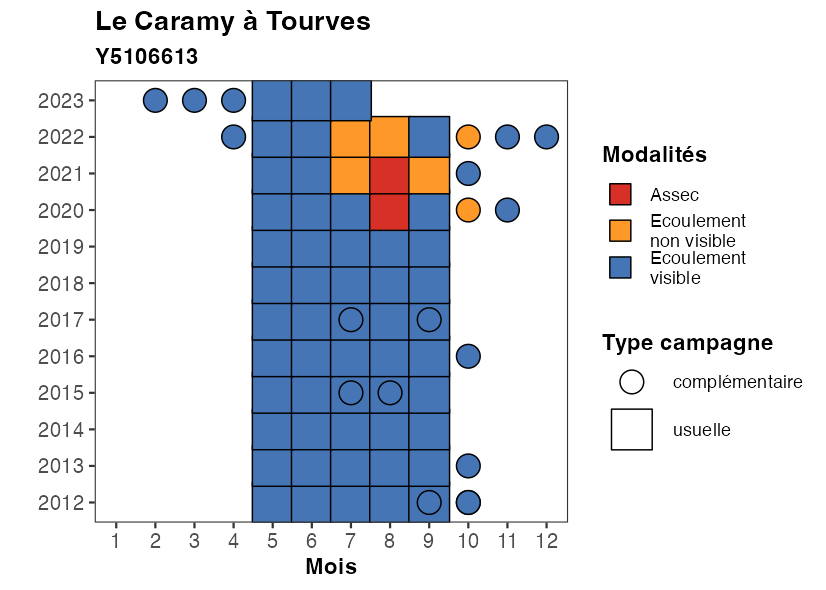 Le Caramy à Tourves
Y5106613
2023
2022
2021
2020
2019
2018
2017
2016
2015
2014
2013
2012
1 2 3 4 5 6 7 8 9 10 11 12
Mois
Modalités
Assec
Ecoulement
non visible
Ecoulement
visible
Type campagne
complémentaire
usuelle